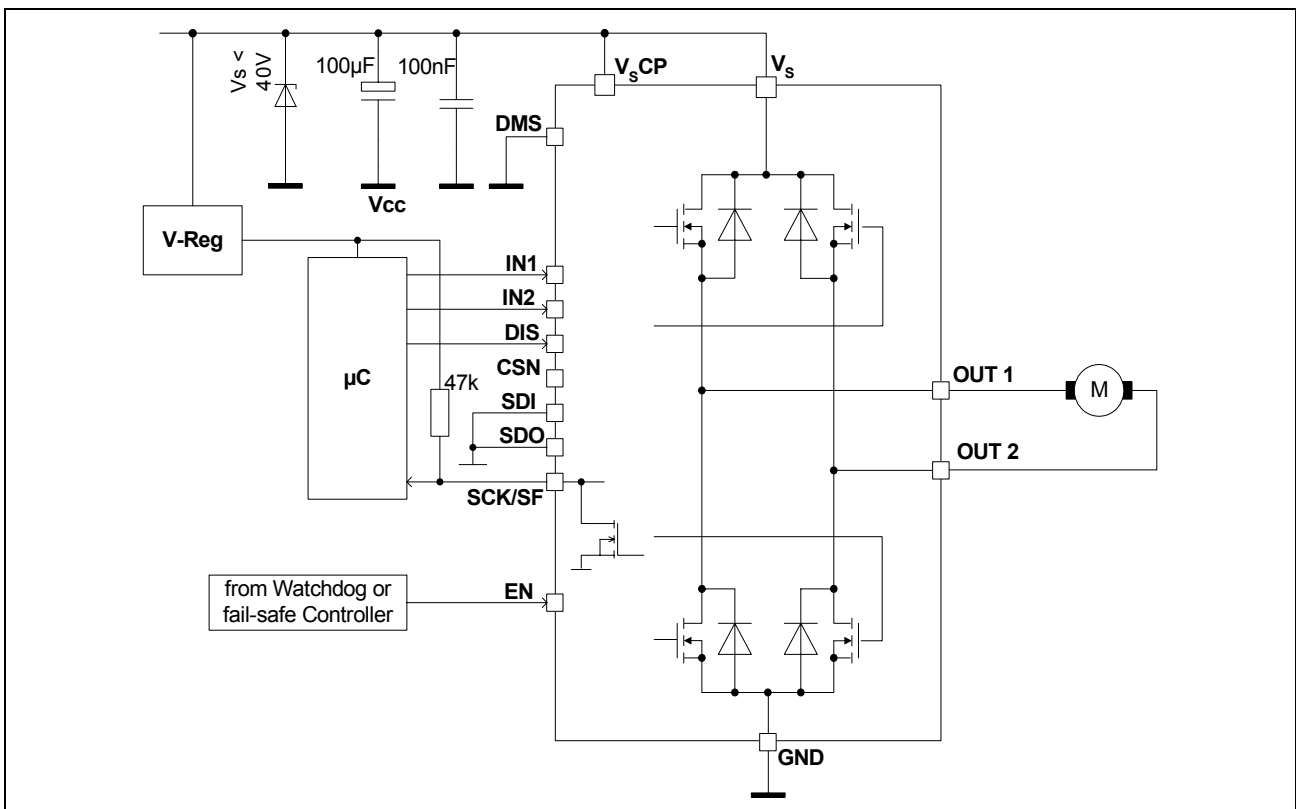 Vs <
40V
100µF
100nF
VSCP
VS
DMS
Vcc
V-Reg
IN1
IN2
DIS
CSN
µC
47k
SDI
SDO
SCK/SF
OUT 1
M
OUT 2
from Watchdog or
fail-safe Controller
EN
GND